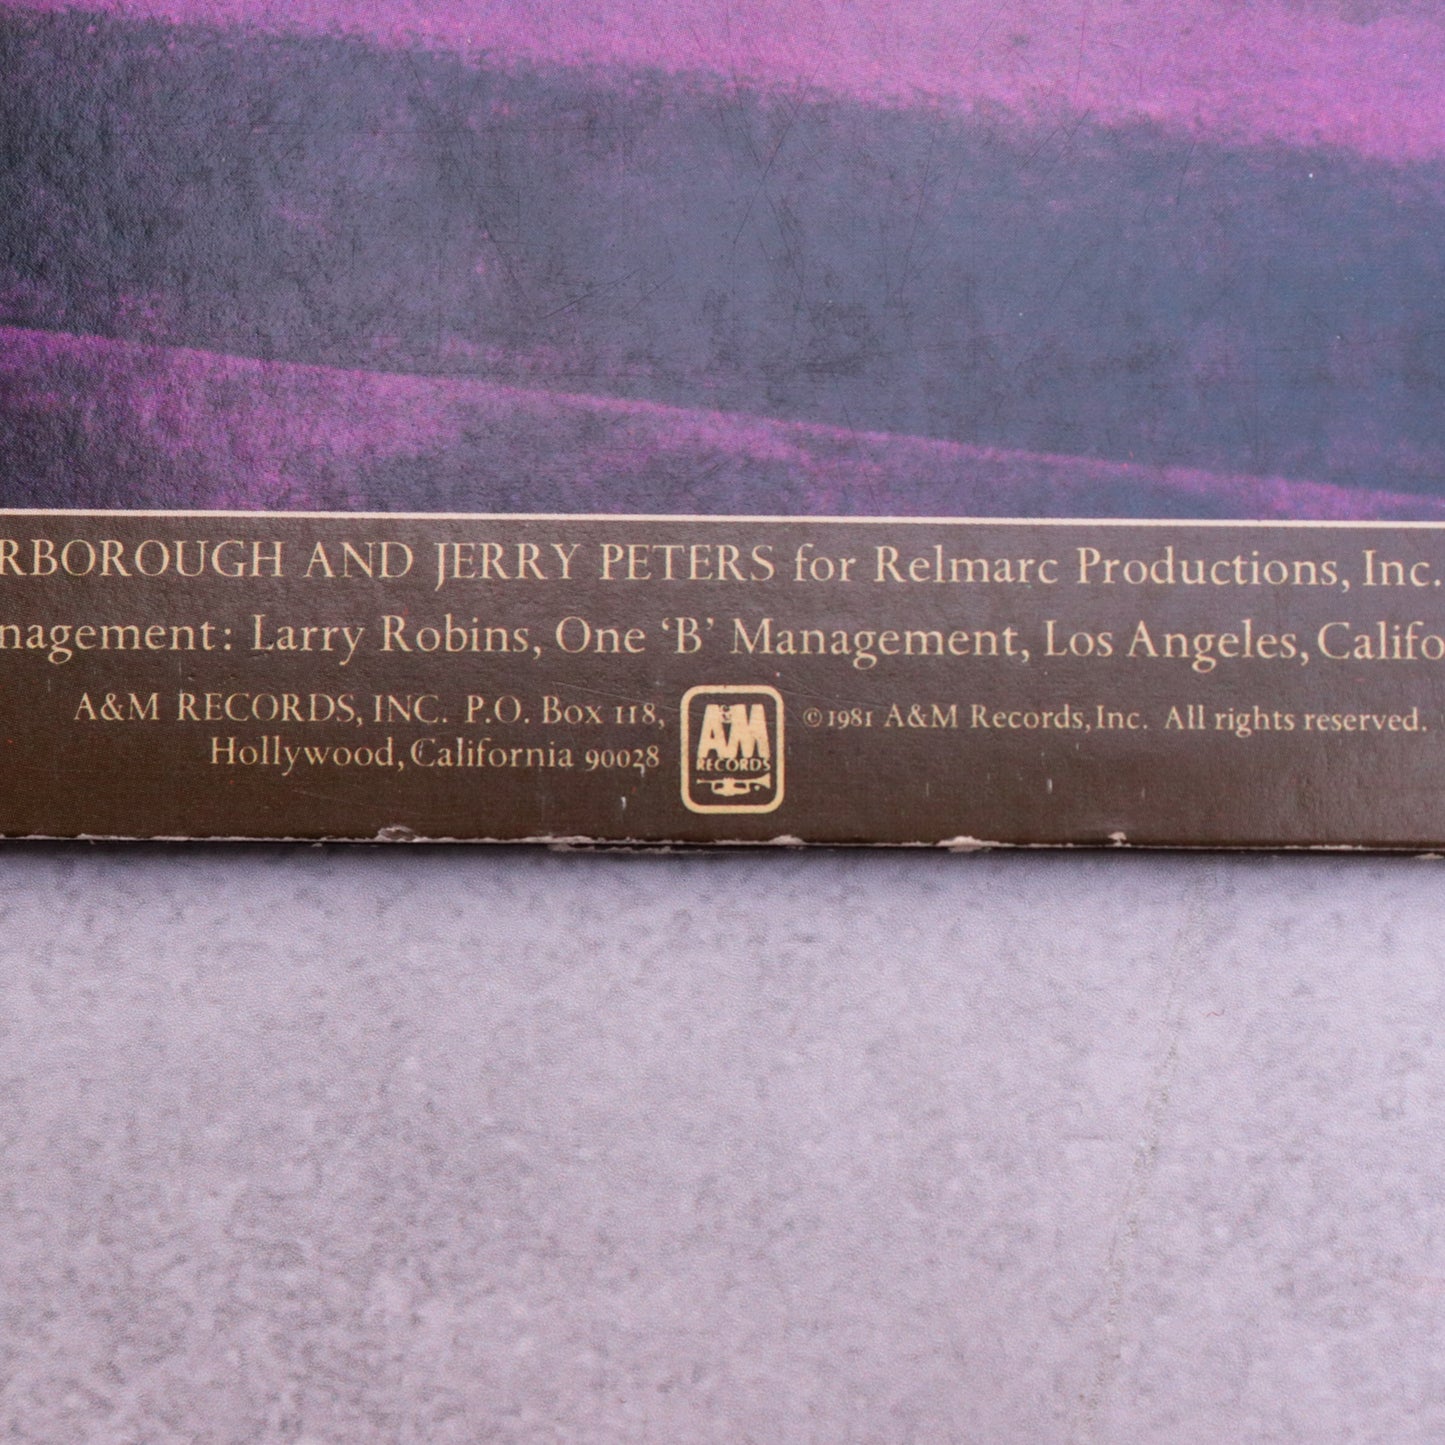 RBOROUGH AND JERRY PETERS for Relmarc Productions, Inc.
nagement: Larry Robins, One ‘B’ Management, Los Angeles, Califo
A&M RECORDS, INC. P.O. Box 118,
Hollywood, California 90028
A&M
RECORDS
©1981 A&M Records, Inc. All rights reserved.